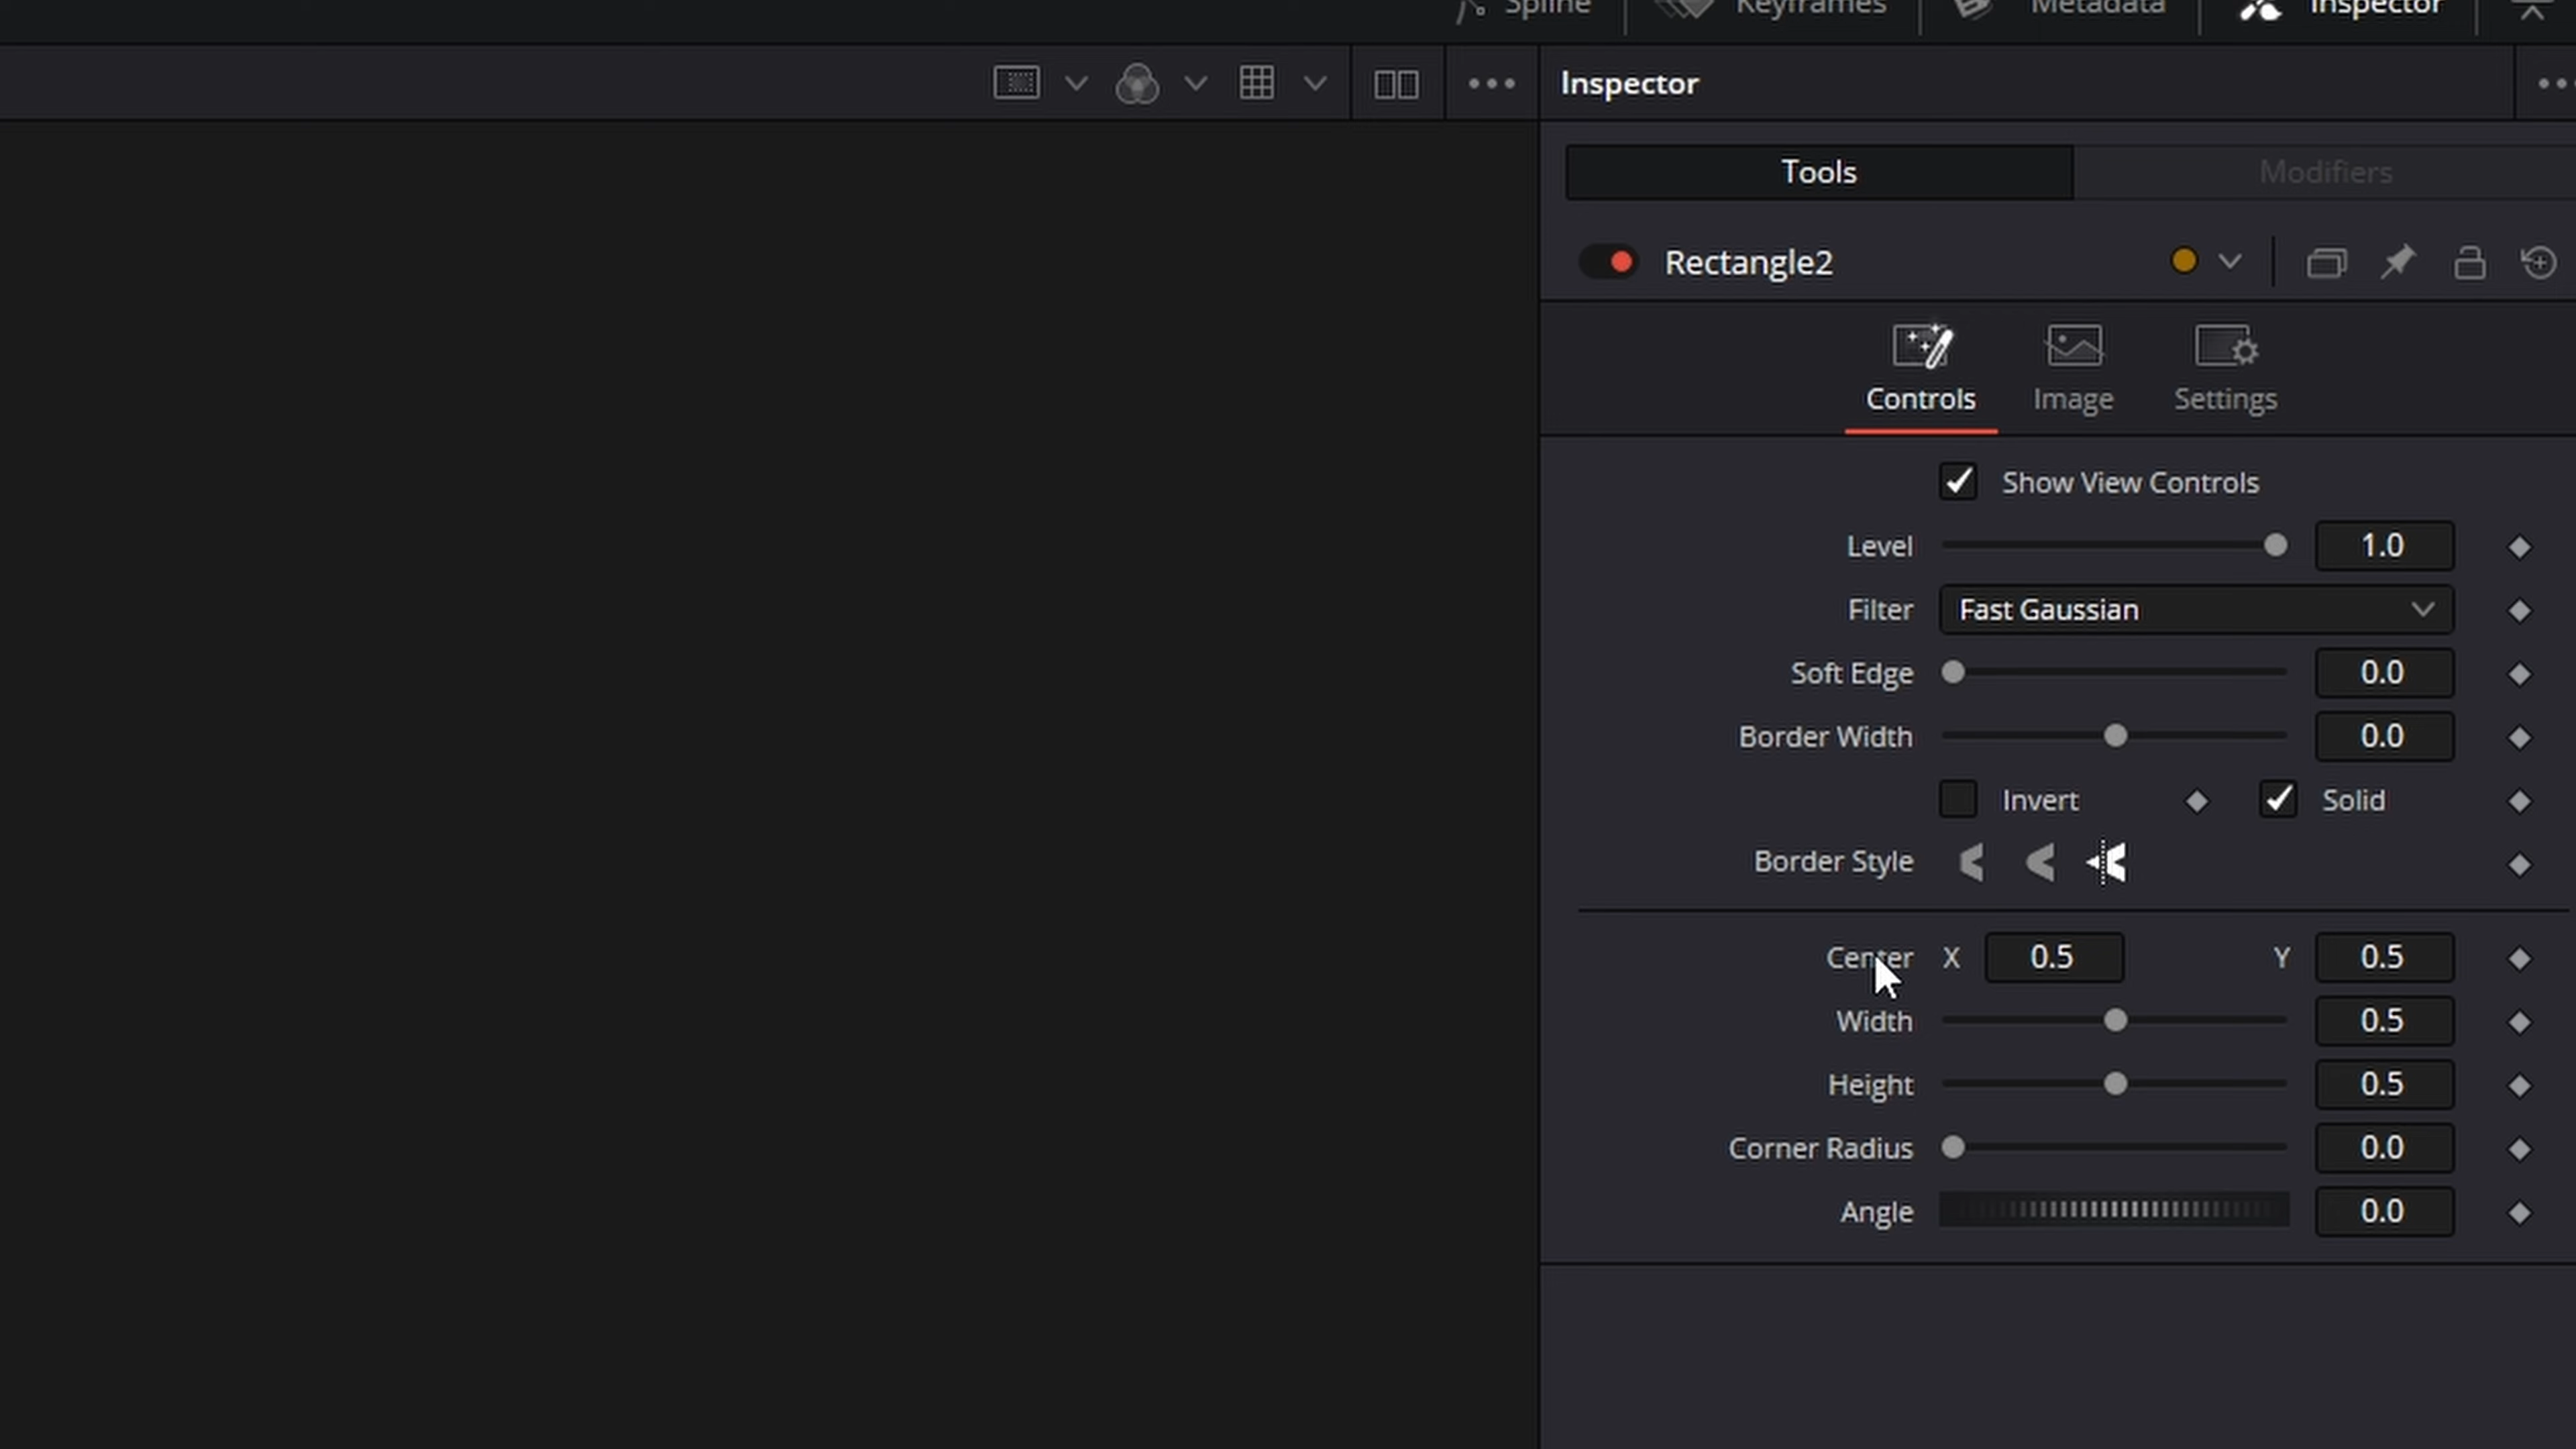 Spline Keyframes Metadata Inspector
Inspector
Tools Modifiers
Rectangle2
Controls Image Settings
Show View Controls
Level 1.0
Filter Fast Gaussian
Soft Edge 0.0
Border Width 0.0
Invert Solid
Border Style
Center X 0.5 Y 0.5
Width 0.5
Height 0.5
Corner Radius 0.0
Angle 0.0